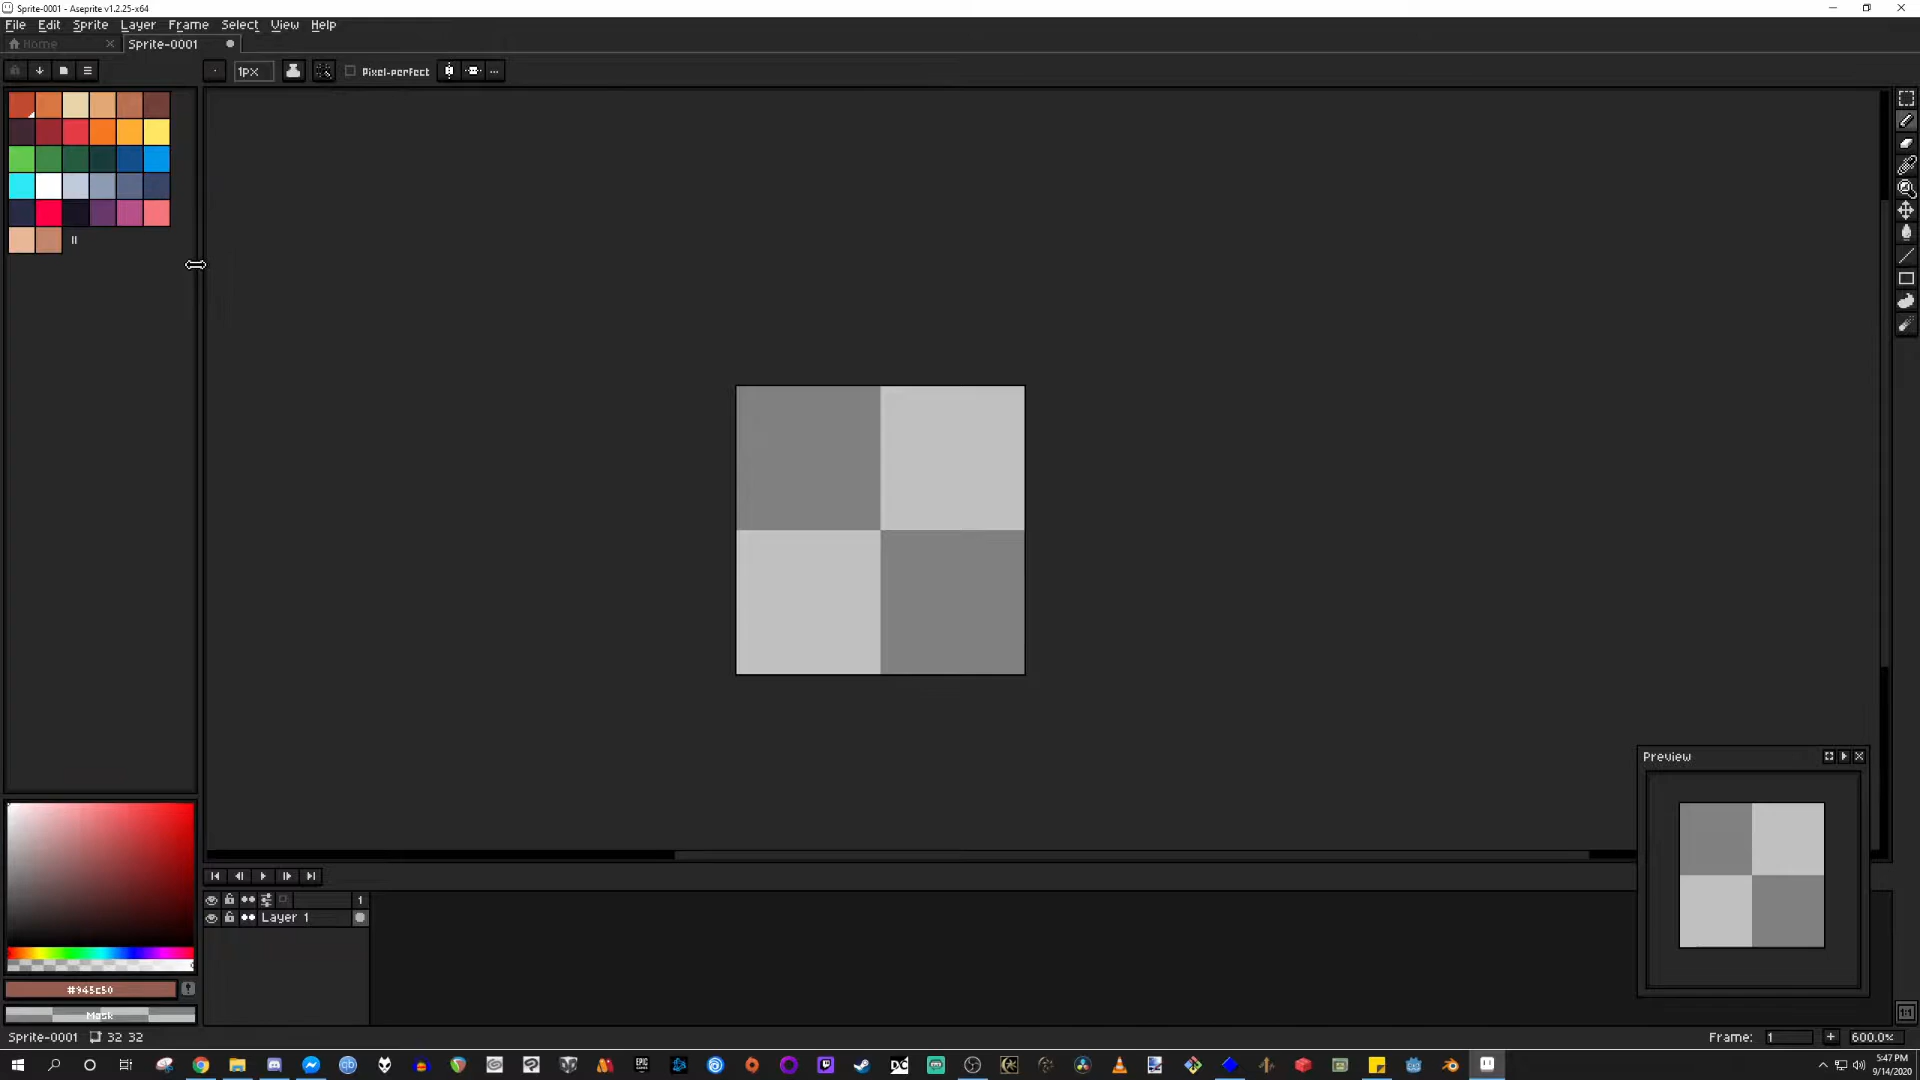 Sprite-0001 - Aseprite v1.2.25-x64
File Edit Sprite Layer Frame Select View Help
Home Sprite-0001
1px Pixel-perfect ...
Preview
1
Layer 1
#945c50
Mask
Sprite-0001 32 32 Frame: 1 + 600.0% 1:1
5:47 PM
9/14/2020